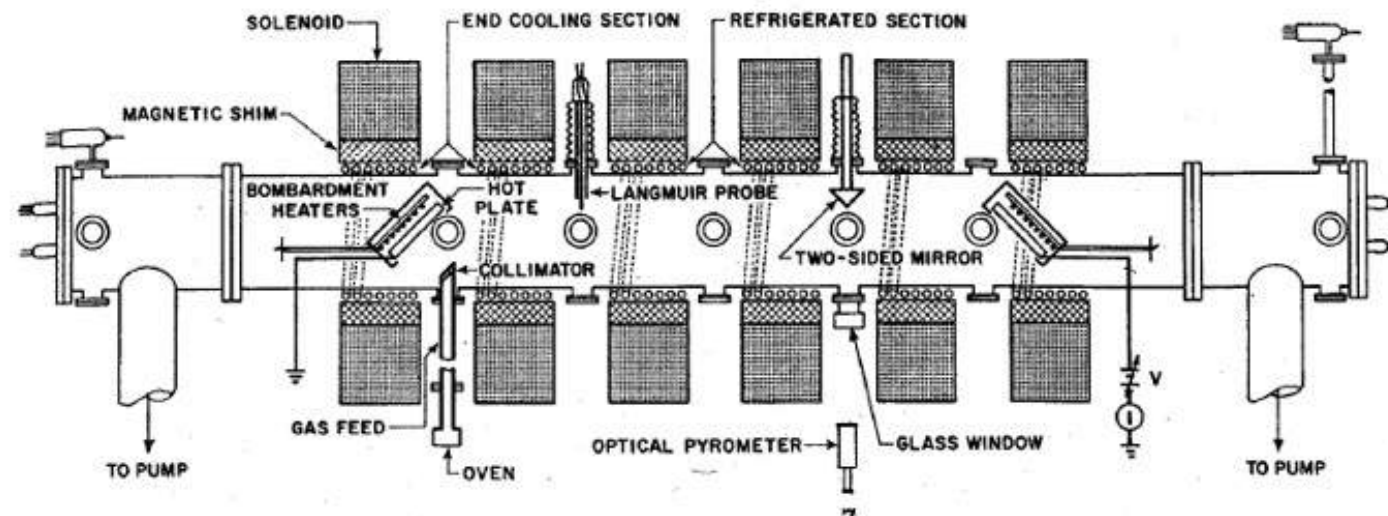 SOLENOID
END COOLING SECTION
REFRIGERATED SECTION
MAGNETIC SHIM
BOMBARDMENT
HEATERS
HOT
PLATE
LANGMUIR PROBE
TWO-SIDED MIRROR
COLLIMATOR
V
I
GAS FEED
OPTICAL PYROMETER
GLASS WINDOW
TO PUMP
OVEN
TO PUMP